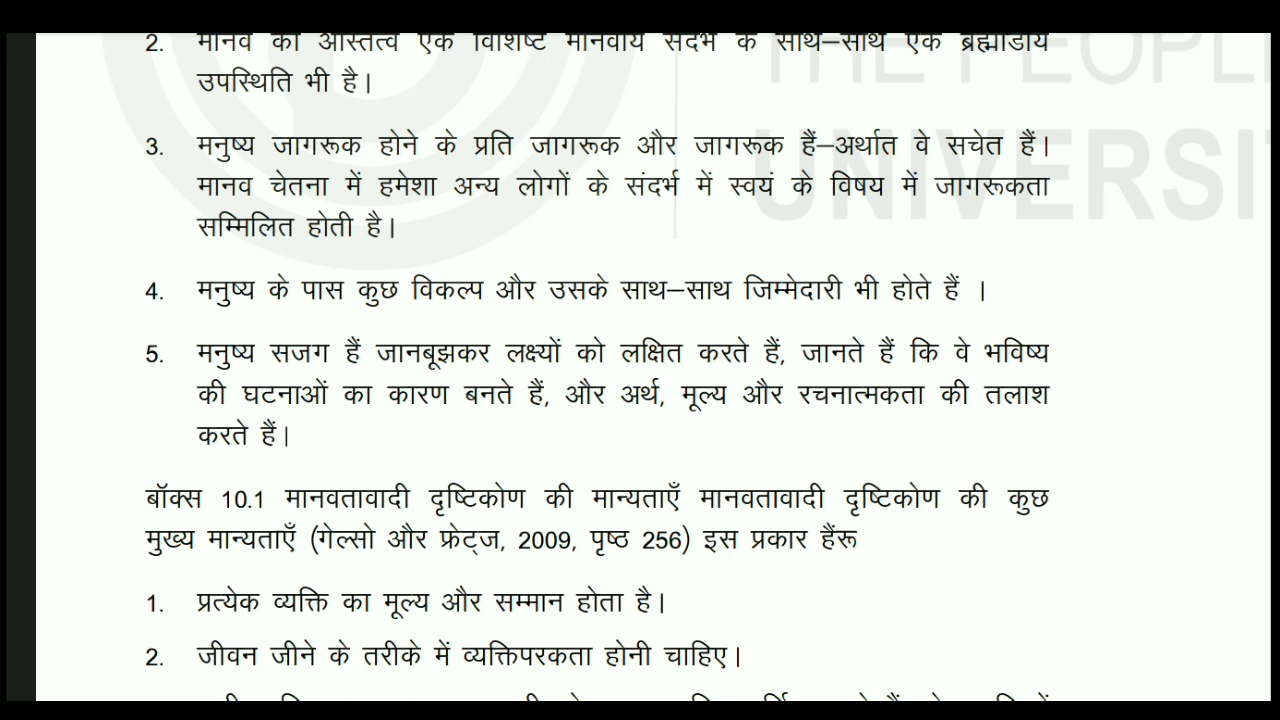 2. मानव का अस्तित्व एक विशिष्ट मानवीय संदर्भ के साथ–साथ एक ब्रह्मांडीय
उपस्थिति भी है।
THE PEOPLE
UNIVERSIT
3. मनुष्य जागरूक होने के प्रति जागरूक और जागरूक हैं–अर्थात वे सचेत हैं।
मानव चेतना में हमेशा अन्य लोगों के संदर्भ में स्वयं के विषय में जागरूकता
सम्मिलित होती है।
4. मनुष्य के पास कुछ विकल्प और उसके साथ–साथ जिम्मेदारी भी होते हैं ।
5. मनुष्य सजग हैं जानबूझकर लक्ष्यों को लक्षित करते हैं, जानते हैं कि वे भविष्य
की घटनाओं का कारण बनते हैं, और अर्थ, मूल्य और रचनात्मकता की तलाश
करते हैं।
बॉक्स 10.1 मानवतावादी दृष्टिकोण की मान्यताएँ मानवतावादी दृष्टिकोण की कुछ
मुख्य मान्यताएँ (गेल्सो और फ्रेट्ज, 2009, पृष्ठ 256) इस प्रकार हैंरू
1. प्रत्येक व्यक्ति का मूल्य और सम्मान होता है।
2. जीवन जीने के तरीके में व्यक्तिपरकता होनी चाहिए।